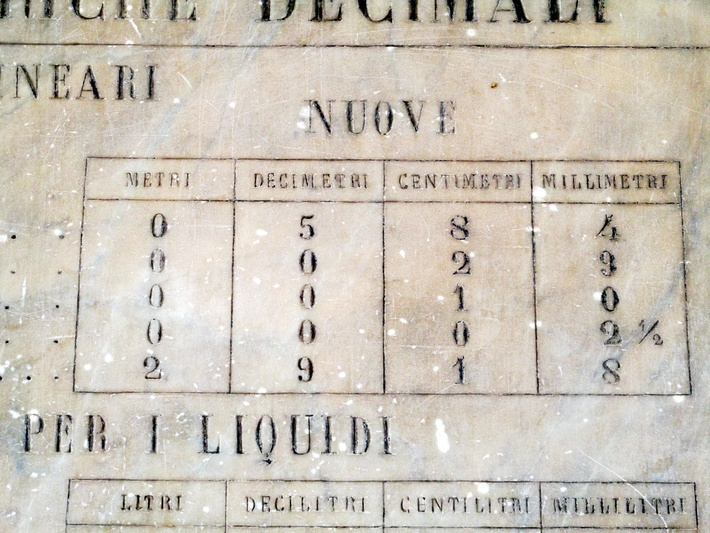 DECIMALI
NUOVE
METRI DECIMETRI CENTIMETRI MILLIMETRI
0 5 8 4
0 0 2 9
0 0 1 0
0 0 0 2 ½
2 9 1 8
PER I LIQUIDI
LITRI DECILITRI CENTILITRI MILLILITRI